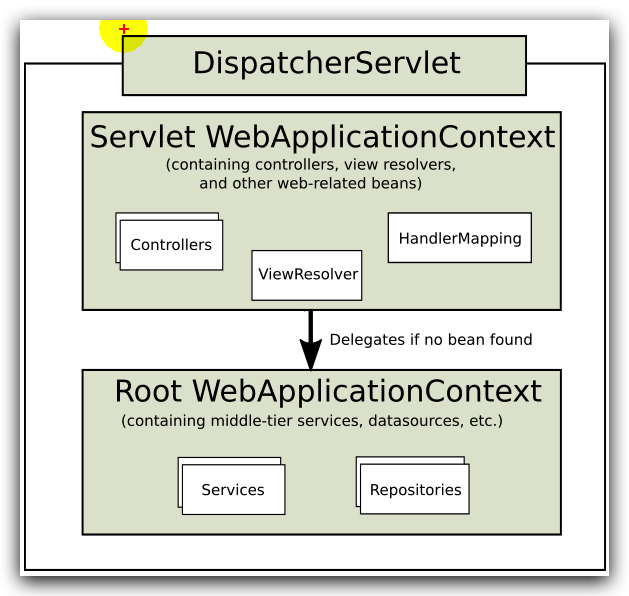 DispatcherServlet
Servlet WebApplicationContext
(containing controllers, view resolvers,
and other web-related beans)
Controllers
HandlerMapping
ViewResolver
Delegates if no bean found
Root WebApplicationContext
(containing middle-tier services, datasources, etc.)
Services
Repositories